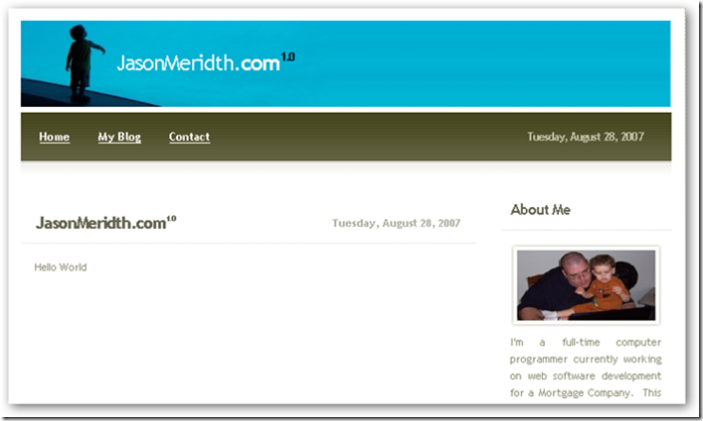 JasonMeridth.com 1.0
Home My Blog Contact Tuesday, August 28, 2007
JasonMeridth.com 1.0 Tuesday, August 28, 2007
Hello World
About Me
I'm a full-time computer
programmer currently working
on web software development
for a Mortgage Company. This